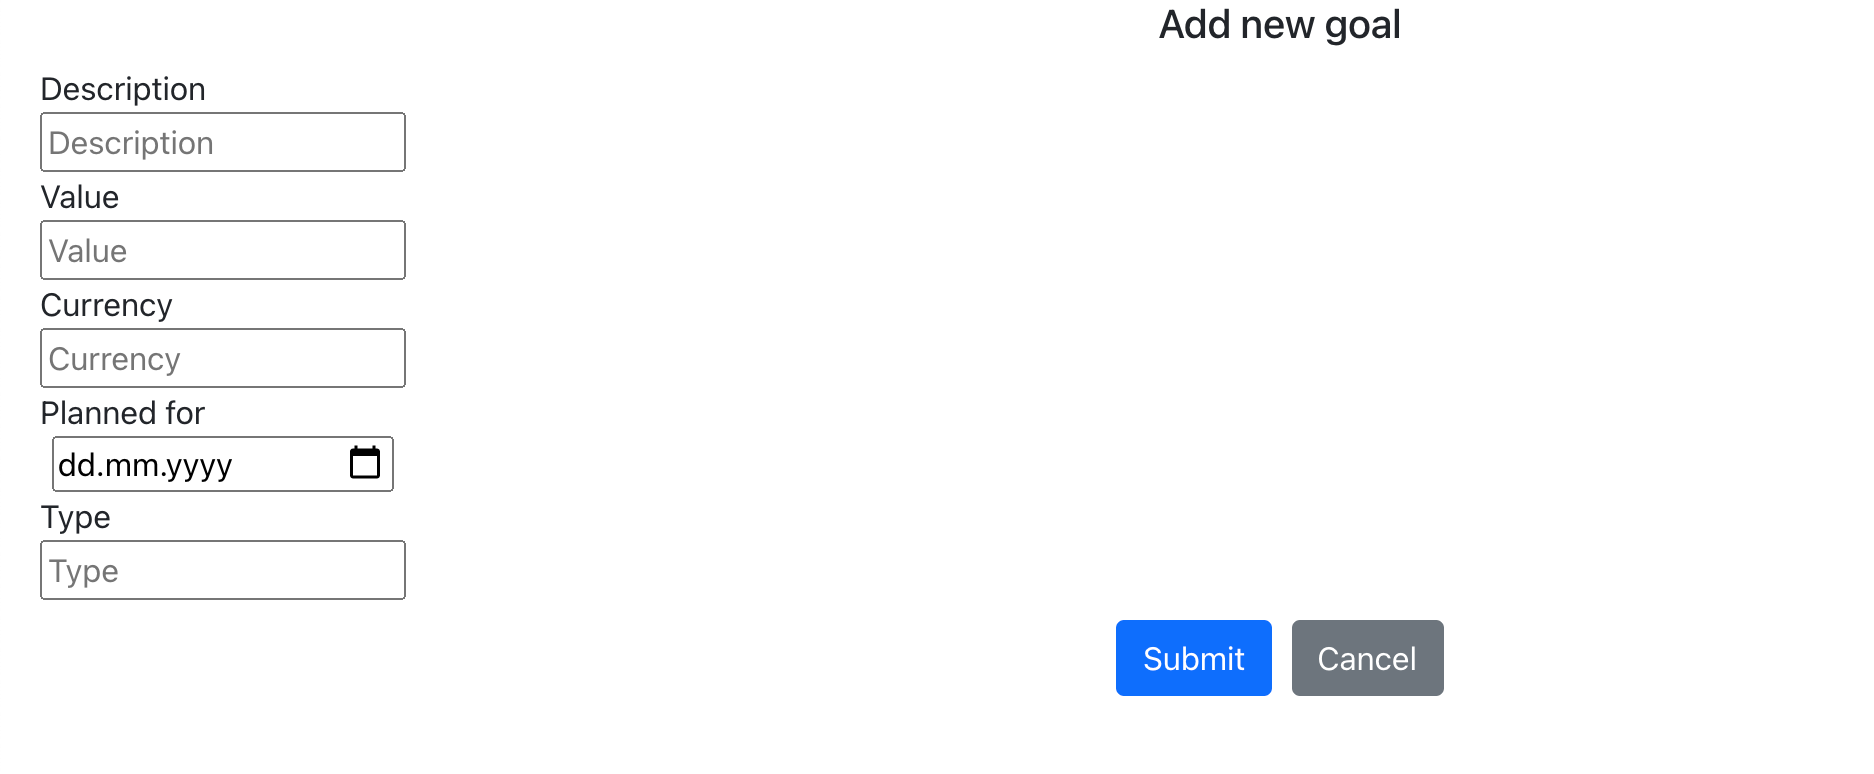 Add new goal
Description
Description
Value
Value
Currency
Currency
Planned for
dd.mm.yyyy
Type
Type
Submit Cancel